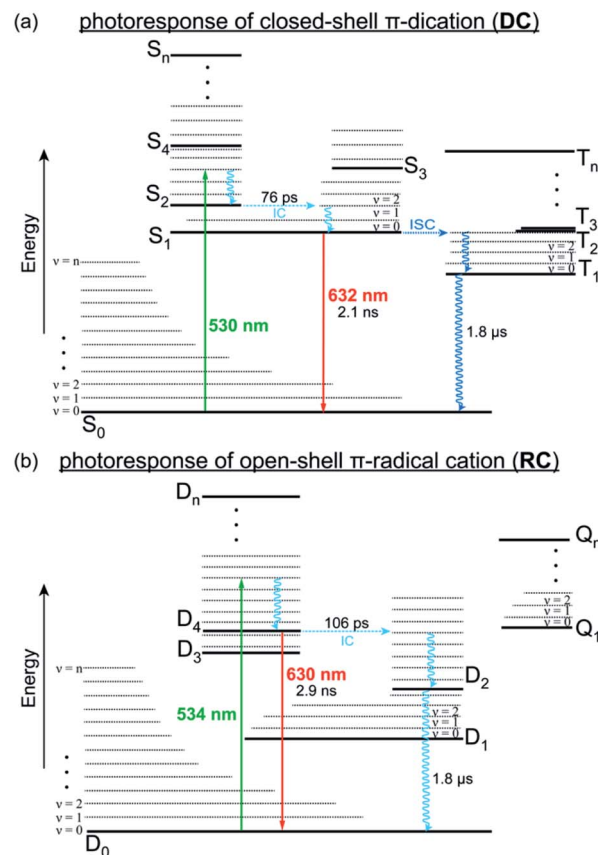 (a) photoresponse of closed-shell π-dication (DC)
Sn
S4
S3
Tn
S2
76 ps
IC
ν = 2
ν = 1
ν = 0
S1
ISC
T3
T2
ν = 2
ν = 1
ν = 0
T1
Energy
ν = n
632 nm
2.1 ns
530 nm
1.8 μs
ν = 2
ν = 1
ν = 0
S0
(b) photoresponse of open-shell π-radical cation (RC)
Dn
Qn
D4
106 ps
IC
ν = 2
ν = 1
ν = 0
Q1
D3
D2
Energy
ν = n
630 nm
2.9 ns
534 nm
ν = 2
ν = 1
ν = 0
D1
1.8 μs
ν = 2
ν = 1
ν = 0
D0